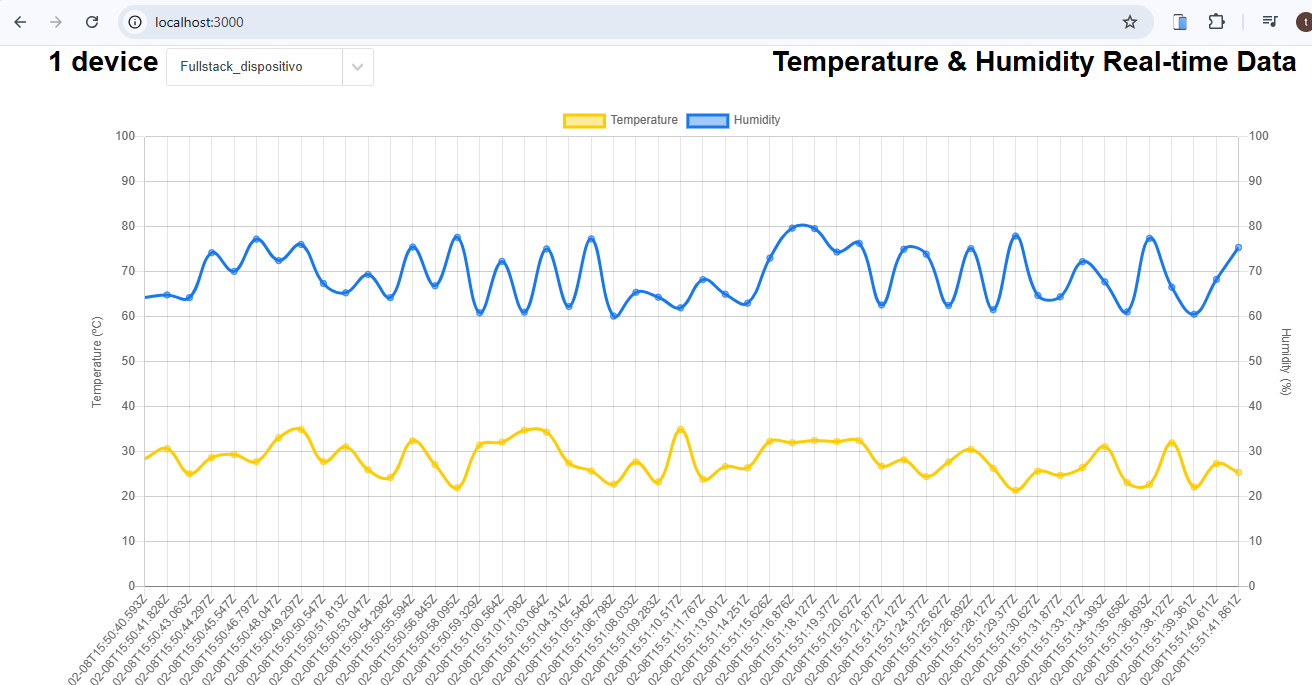 localhost:3000
t
1 device
Fullstack_dispositivo
Temperature & Humidity Real-time Data
Temperature
Humidity
Temperature (ºC)
100
90
80
70
60
50
40
30
20
10
0
100
90
80
70
60
50
40
30
20
10
0
Humidity (%)
02-08T15:50:40.593Z
02-08T15:50:41.828Z
02-08T15:50:43.063Z
02-08T15:50:44.297Z
02-08T15:50:45.547Z
02-08T15:50:46.797Z
02-08T15:50:48.047Z
02-08T15:50:49.297Z
02-08T15:50:50.547Z
02-08T15:50:51.813Z
02-08T15:50:53.047Z
02-08T15:50:54.298Z
02-08T15:50:55.594Z
02-08T15:50:56.845Z
02-08T15:50:58.095Z
02-08T15:50:59.329Z
02-08T15:51:00.564Z
02-08T15:51:01.798Z
02-08T15:51:03.064Z
02-08T15:51:04.314Z
02-08T15:51:05.548Z
02-08T15:51:06.798Z
02-08T15:51:08.033Z
02-08T15:51:09.283Z
02-08T15:51:10.517Z
02-08T15:51:11.767Z
02-08T15:51:13.001Z
02-08T15:51:14.251Z
02-08T15:51:15.626Z
02-08T15:51:16.876Z
02-08T15:51:18.127Z
02-08T15:51:19.377Z
02-08T15:51:20.627Z
02-08T15:51:21.877Z
02-08T15:51:23.127Z
02-08T15:51:24.377Z
02-08T15:51:25.627Z
02-08T15:51:26.892Z
02-08T15:51:28.127Z
02-08T15:51:29.377Z
02-08T15:51:30.627Z
02-08T15:51:31.877Z
02-08T15:51:33.127Z
02-08T15:51:34.393Z
02-08T15:51:35.658Z
02-08T15:51:36.893Z
02-08T15:51:38.127Z
02-08T15:51:39.361Z
02-08T15:51:40.611Z
02-08T15:51:41.861Z